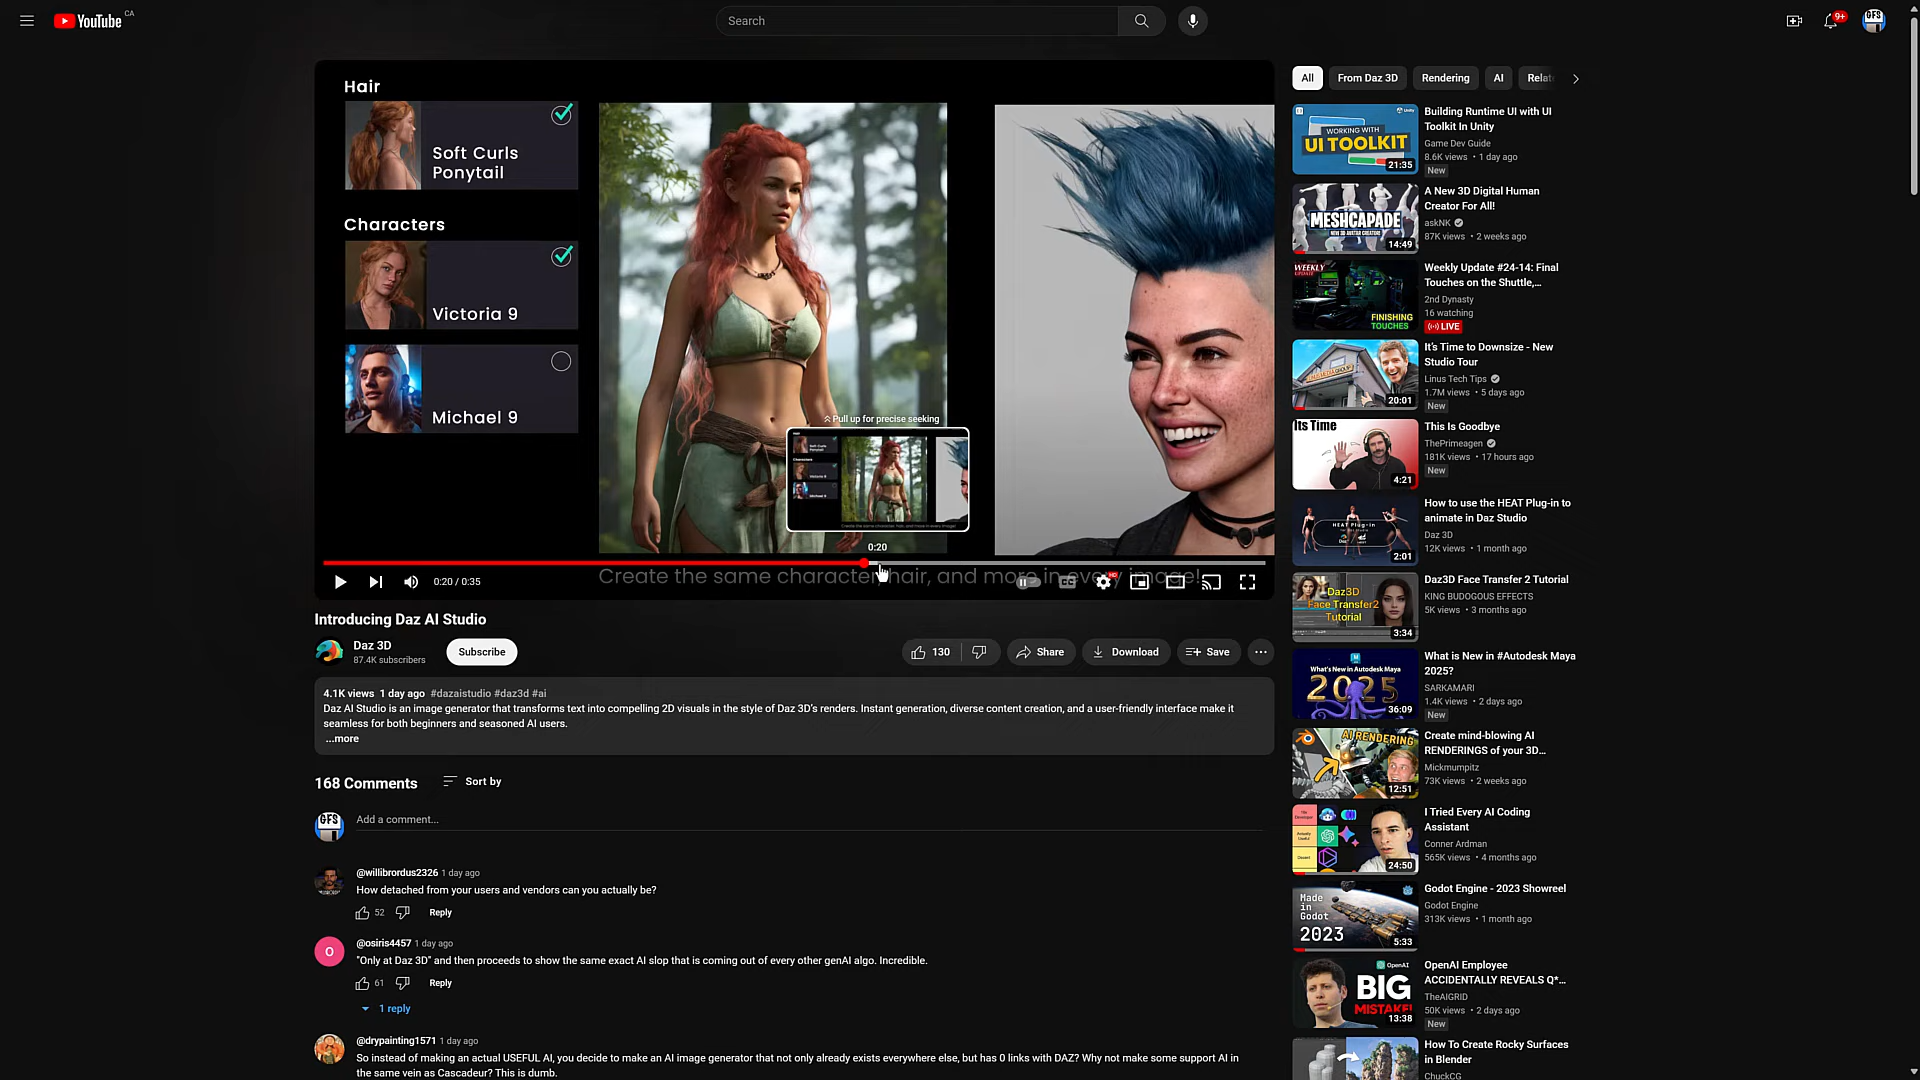 YouTube CA
Search
9+
GFS
Hair
Soft Curls
Ponytail
Characters
Victoria 9
Michael 9
Pull up for precise seeking
0:20
Create the same character, hair, and more in every image!
0:20 / 0:35
CC
HD
Introducing Daz AI Studio
Daz 3D
87.4K subscribers
Subscribe
130
Share
Download
Save
4.1K views 1 day ago #dazaistudio #daz3d #ai
Daz AI Studio is an image generator that transforms text into compelling 2D visuals in the style of Daz 3D's renders. Instant generation, diverse content creation, and a user-friendly interface make it
seamless for both beginners and seasoned AI users.
...more
168 Comments
Sort by
GFS
Add a comment...
@willibrordus2326 1 day ago
How detached from your users and vendors can you actually be?
52
Reply
O
@osiris4457 1 day ago
"Only at Daz 3D" and then proceeds to show the same exact AI slop that is coming out of every other genAI algo. Incredible.
61
Reply
1 reply
@drypainting1571 1 day ago
So instead of making an actual USEFUL AI, you decide to make an AI image generator that not only already exists everywhere else, but has 0 links with DAZ? Why not make some support AI in
the same vein as Cascadeur? This is dumb.
All
From Daz 3D
Rendering
AI
Relat
WORKING WITH
UI TOOLKIT
Unity
21:35
Building Runtime UI with UI
Toolkit In Unity
Game Dev Guide
8.6K views • 1 day ago
New
MESHCAPADE
NEW 3D AVATAR CREATOR!
14:49
A New 3D Digital Human
Creator For All!
askNK
87K views • 2 weeks ago
WEEKLY
UPDATE
FINISHING
TOUCHES
Weekly Update #24-14: Final
Touches on the Shuttle,...
2nd Dynasty
16 watching
LIVE
20:01
It's Time to Downsize - New
Studio Tour
Linus Tech Tips
1.7M views • 5 days ago
New
Its Time
4:21
This Is Goodbye
ThePrimeagen
181K views • 17 hours ago
New
HEAT Plug-in
2:01
How to use the HEAT Plug-in to
animate in Daz Studio
Daz 3D
12K views • 1 month ago
Daz3D
Face Transfer2
Tutorial
3:34
Daz3D Face Transfer 2 Tutorial
KING BUDOGOUS EFFECTS
5K views • 3 months ago
What's New in Autodesk Maya
2025
36:09
What is New in #Autodesk Maya
2025?
SARKAMARI
1.4K views • 2 days ago
New
AI RENDERING
12:51
Create mind-blowing AI
RENDERINGS of your 3D...
Mickmumpitz
73K views • 2 weeks ago
24:50
I Tried Every AI Coding
Assistant
Conner Ardman
565K views • 4 months ago
Made
in
Godot
2023
5:33
Godot Engine - 2023 Showreel
Godot Engine
313K views • 1 month ago
OpenAI
BIG
MISTAKE!
13:38
OpenAI Employee
ACCIDENTALLY REVEALS Q*...
TheAIGRID
50K views • 2 days ago
New
How To Create Rocky Surfaces
in Blender
ChuckCG